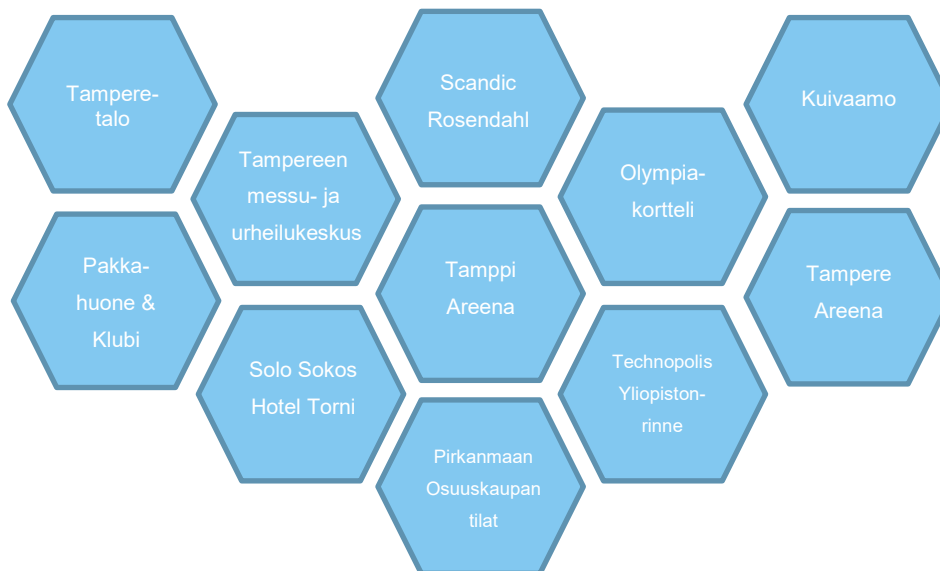 Tampere-
talo
Scandic
Rosendahl
Kuivaamo
Tampereen
messu- ja
urheilukeskus
Olympia-
kortteli
Pakka-
huone &
Klubi
Tamppi
Areena
Tampere
Areena
Solo Sokos
Hotel Torni
Technopolis
Yliopiston-
rinne
Pirkanmaan
Osuuskaupan
tilat